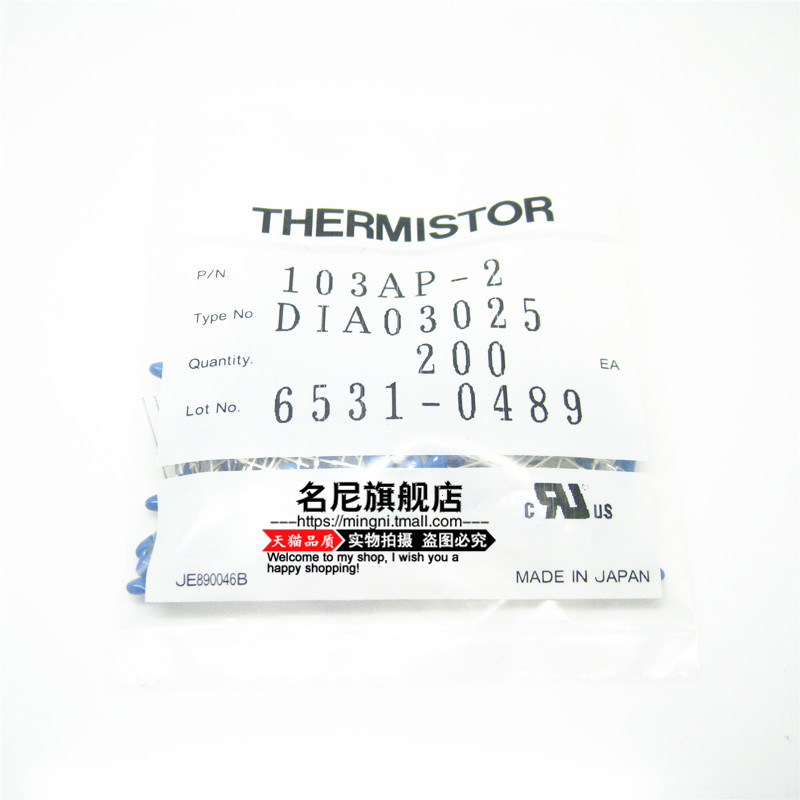 THERMISTOR
P/N. 103AP-2
Type No. DIA03025
Quantity. 200 EA
Lot No. 6531-0489
名尼旗舰店
---https://mingni.tmall.com---
天猫品质 实物拍摄 盗图必究
Welcome to my shop, I wish you a
happy shopping!
c RU US
JE890046B
MADE IN JAPAN